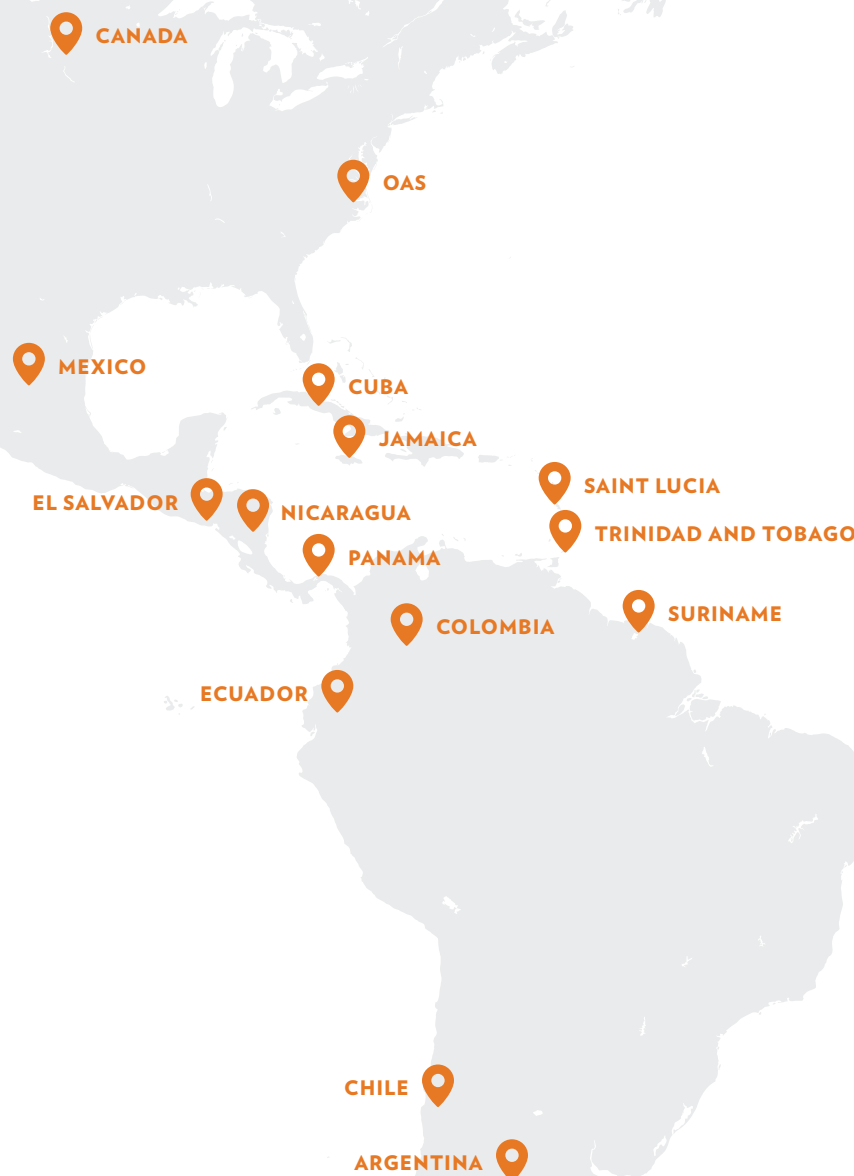 CANADA
OAS
MEXICO
CUBA
JAMAICA
SAINT LUCIA
EL SALVADOR
NICARAGUA
TRINIDAD AND TOBAGO
PANAMA
SURINAME
COLOMBIA
ECUADOR
CHILE
ARGENTINA